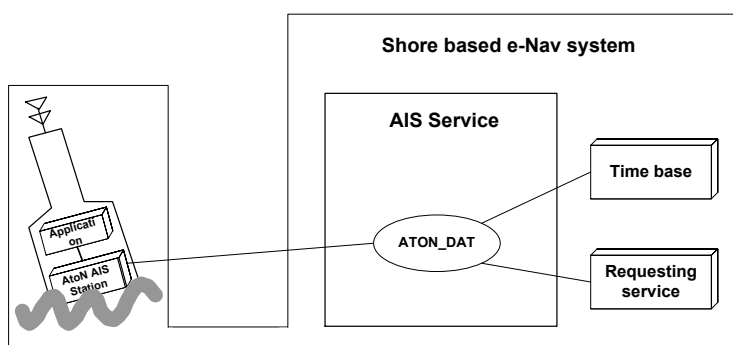 Shore based e-Nav system
AIS Service
Time base
Applicati
on
ATON_DAT
AtoN AIS
Station
Requesting
service